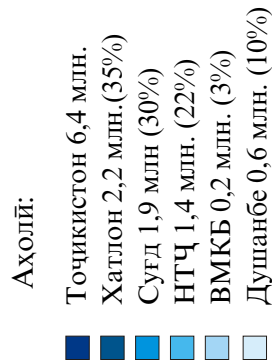 Аҳолӣ:
Тоҷикистон 6,4 млн.
Хатлон 2,2 млн.(35%)
Суғд 1,9 млн (30%)
НТҶ 1,4 млн. (22%)
ВМКБ 0,2 млн. (3%)
Душанбе 0,6 млн. (10%)